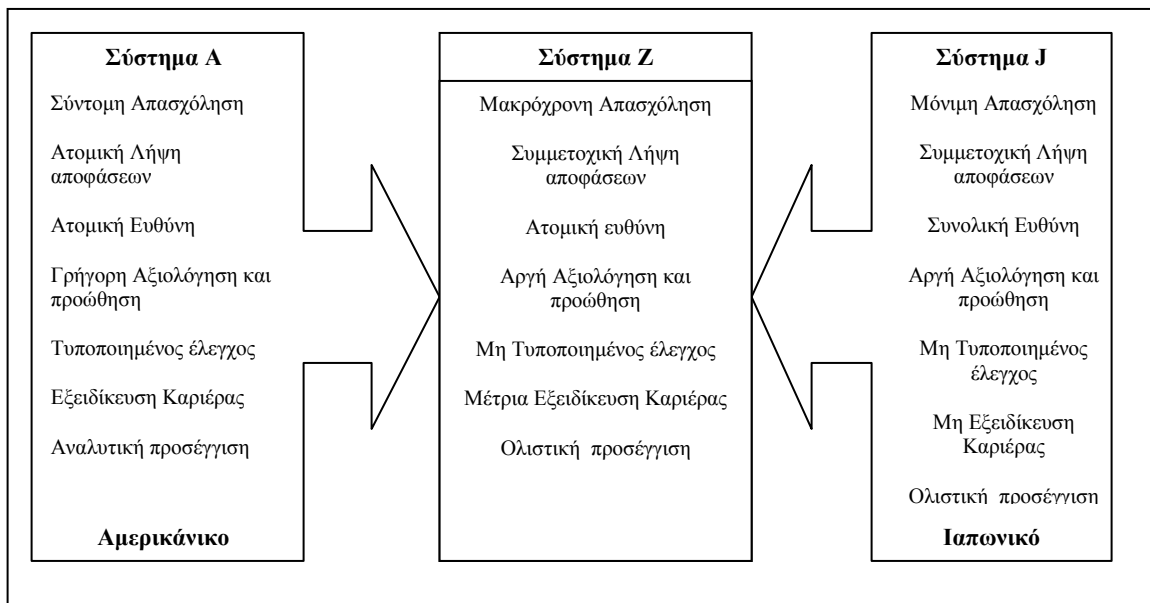 Σύστημα Α
Σύντομη Απασχόληση
Ατομική Λήψη
αποφάσεων
Ατομική Ευθύνη
Γρήγορη Αξιολόγηση και
προώθηση
Τυποποιημένος έλεγχος
Εξειδίκευση Καριέρας
Αναλυτική προσέγγιση
Αμερικάνικο
Σύστημα Ζ
Μακρόχρονη Απασχόληση
Συμμετοχική Λήψη
αποφάσεων
Ατομική ευθύνη
Αργή Αξιολόγηση και
προώθηση
Μη Τυποποιημένος έλεγχος
Μέτρια Εξειδίκευση Καριέρας
Ολιστική προσέγγιση
Σύστημα J
Μόνιμη Απασχόληση
Συμμετοχική Λήψη
αποφάσεων
Συνολική Ευθύνη
Αργή Αξιολόγηση και
προώθηση
Μη Τυποποιημένος
έλεγχος
Μη Εξειδίκευση
Καριέρας
Ολιστική προσέγγιση
Ιαπωνικό